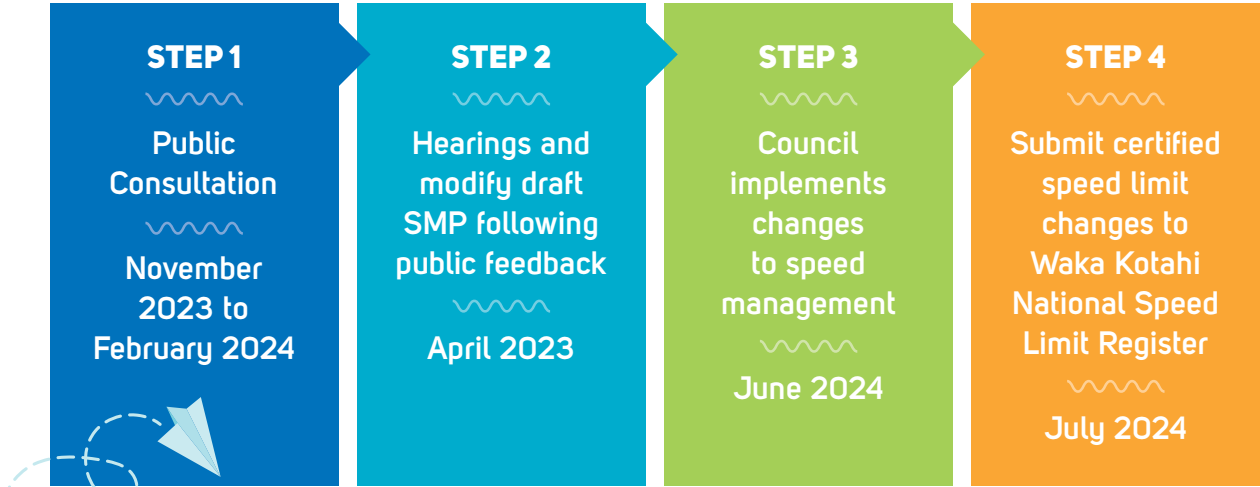 STEP 1
Public
Consultation
November
2023 to
February 2024
STEP 2
Hearings and
modify draft
SMP following
public feedback
April 2023
STEP 3
Council
implements
changes
to speed
management
June 2024
STEP 4
Submit certified
speed limit
changes to
Waka Kotahi
National Speed
Limit Register
July 2024